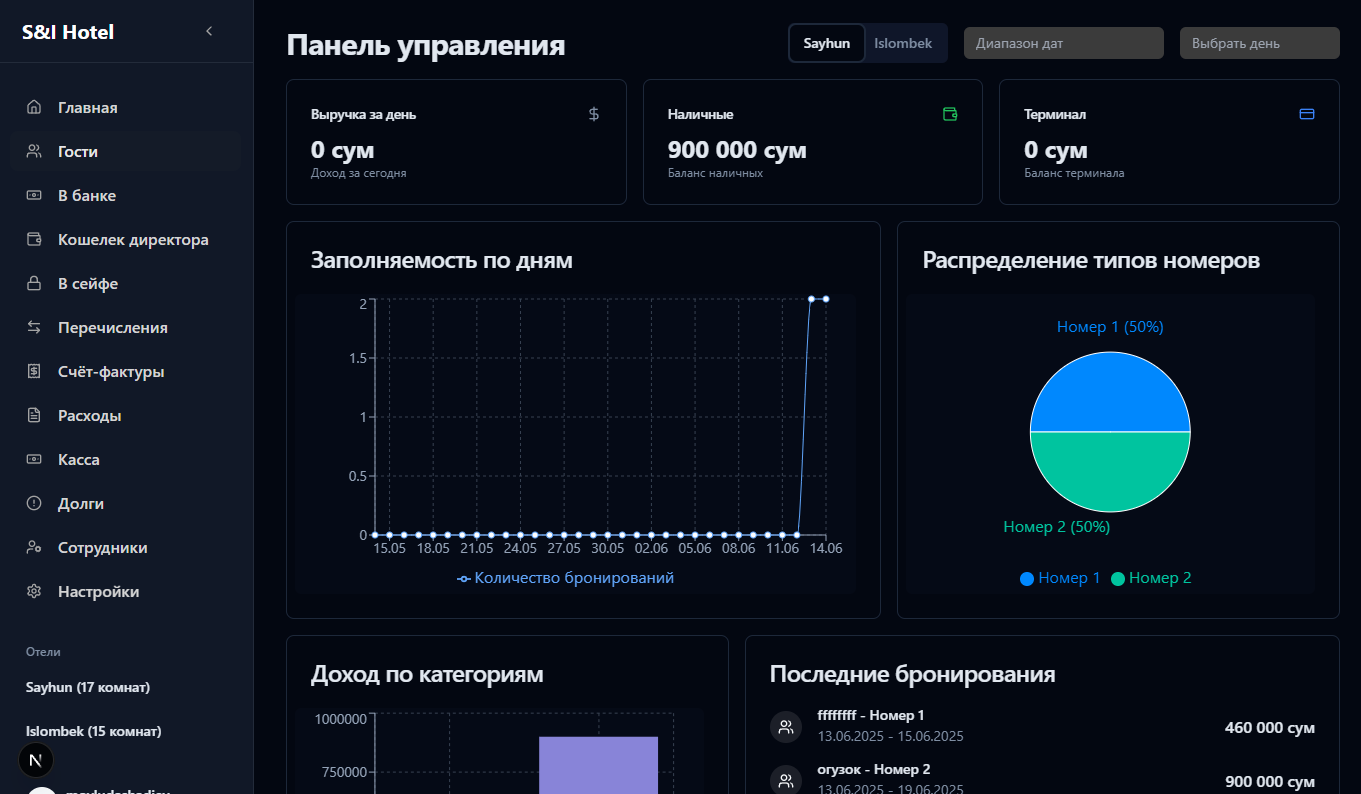 S&I Hotel
Главная
Гости
В банке
Кошелек директора
В сейфе
Перечисления
Счёт-фактуры
Расходы
Касса
Долги
Сотрудники
Настройки
Отели
Sayhun (17 комнат)
Islombek (15 комнат)
N
Панель управления
Sayhun Islombek Диапазон дат Выбрать день
Выручка за день $
0 сум
Доход за сегодня
Наличные
900 000 сум
Баланс наличных
Терминал
0 сум
Баланс терминала
Заполняемость по дням
2
1.5
1
0.5
0
15.05 18.05 21.05 24.05 27.05 30.05 02.06 05.06 08.06 11.06 14.06
Количество бронирований
Распределение типов номеров
Номер 1 (50%)
Номер 2 (50%)
Номер 1 Номер 2
Доход по категориям
1000000
750000
Последние бронирования
ffffffff - Номер 1
13.06.2025 - 15.06.2025
460 000 сум
огузок - Номер 2
13.06.2025 - 19.06.2025
900 000 сум